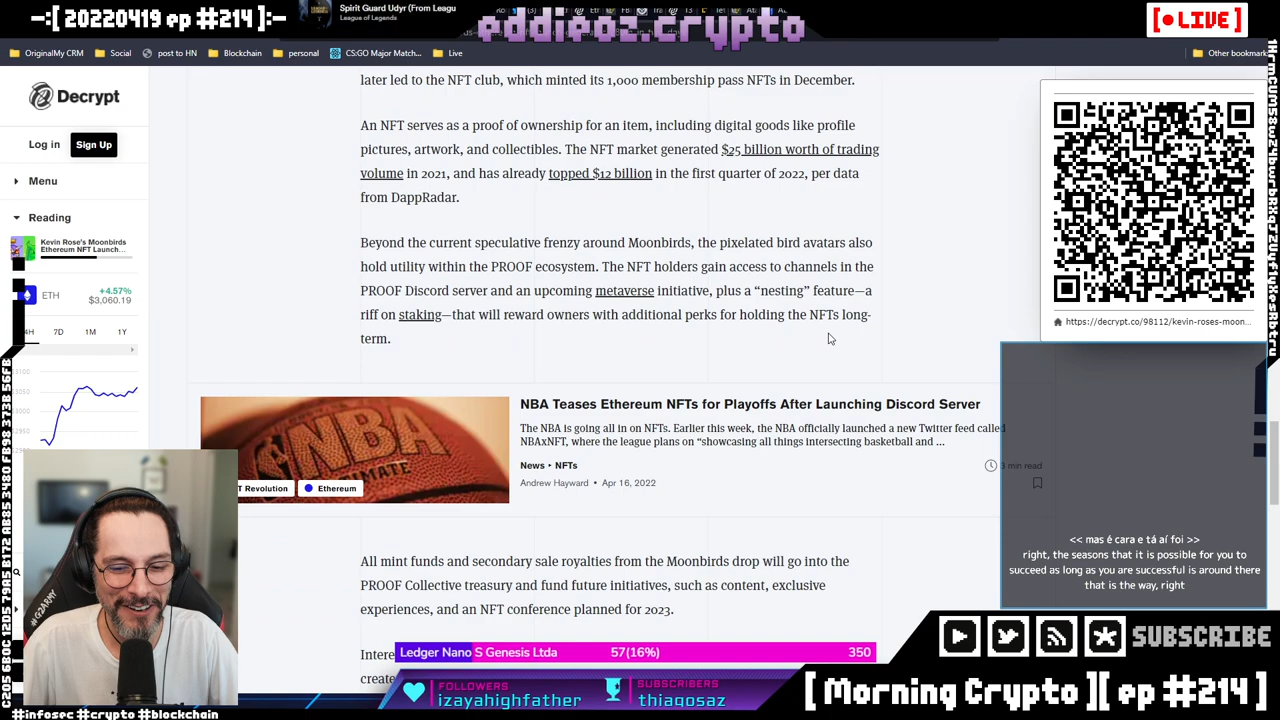 -:[ 20220419 ep #214 ]:-
Spirit Guard Udyr (From Leagu
League of Legends
eddieoz.crypto
[ LIVE ]
OriginalMy CRM
Social
post to HN
Blockchain
personal
CS:GO Major Match...
Live
Other bookmark
Decrypt
Log in
Sign Up
Menu
Reading
Kevin Rose's Moonbirds
Ethereum NFT Launch...
ETH
+4.57%
$3,060.19
4H
7D
1M
1Y
3100
3050
3000
2950
2900
later led to the NFT club, which minted its 1,000 membership pass NFTs in December.
An NFT serves as a proof of ownership for an item, including digital goods like profile
pictures, artwork, and collectibles. The NFT market generated $25 billion worth of trading
volume in 2021, and has already topped $12 billion in the first quarter of 2022, per data
from DappRadar.
Beyond the current speculative frenzy around Moonbirds, the pixelated bird avatars also
hold utility within the PROOF ecosystem. The NFT holders gain access to channels in the
PROOF Discord server and an upcoming metaverse initiative, plus a “nesting” feature—a
riff on staking—that will reward owners with additional perks for holding the NFTs long-
term.
NBA Teases Ethereum NFTs for Playoffs After Launching Discord Server
The NBA is going all in on NFTs. Earlier this week, the NBA officially launched a new Twitter feed called
NBAxNFT, where the league plans on “showcasing all things intersecting basketball and ...
News • NFTs
3 min read
Andrew Hayward • Apr 16, 2022
NBA
T Revolution
Ethereum
All mint funds and secondary sale royalties from the Moonbirds drop will go into the
PROOF Collective treasury and fund future initiatives, such as content, exclusive
experiences, and an NFT conference planned for 2023.
Intere
create
https://decrypt.co/98112/kevin-roses-moon...
<< mas é cara e tá aí foi >>
right, the seasons that it is possible for you to
succeed as long as you are successful is around there
that is the way, right
#G2ARMY
Ledger Nano S Genesis Ltda
57(16%)
350
FOLLOWERS
izayahighfather
SUBSCRIBERS
thiagosaz
SUBSCRIBE
[ Morning Crypto ][ ep #214 ]
#infosec #crypto #blockchain